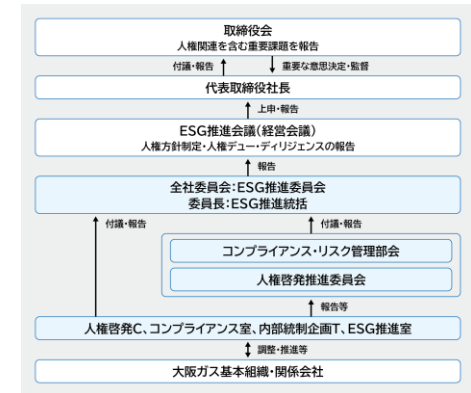 取締役会
人権関連を含む重要課題を報告
付議・報告
重要な意思決定・監督
代表取締役社長
上申・報告
ESG推進会議(経営会議)
人権方針制定・人権デュー・ディリジェンスの報告
報告
全社委員会:ESG推進委員会
委員長:ESG推進統括
付議・報告
付議・報告
コンプライアンス・リスク管理部会
人権啓発推進委員会
報告等
人権啓発C、コンプライアンス室、内部統制企画T、ESG推進室
調整・推進等
大阪ガス基本組織・関係会社